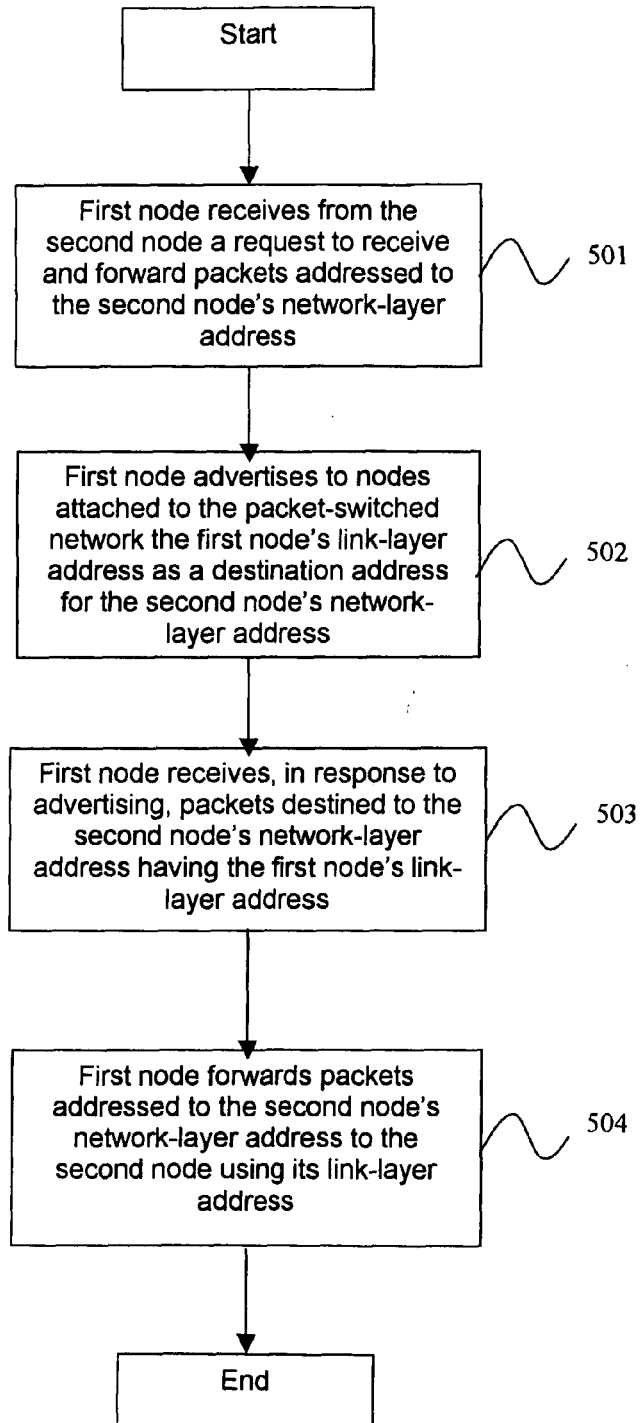 Start
First node receives from the
second node a request to receive
and forward packets addressed to
the second node's network-layer
address
501
First node advertises to nodes
attached to the packet-switched
network the first node's link-layer
address as a destination address
for the second node's network-
layer address
502
First node receives, in response to
advertising, packets destined to the
second node's network-layer
address having the first node's link-
layer address
503
First node forwards packets
addressed to the second node's
network-layer address to the
second node using its link-layer
address
504
End